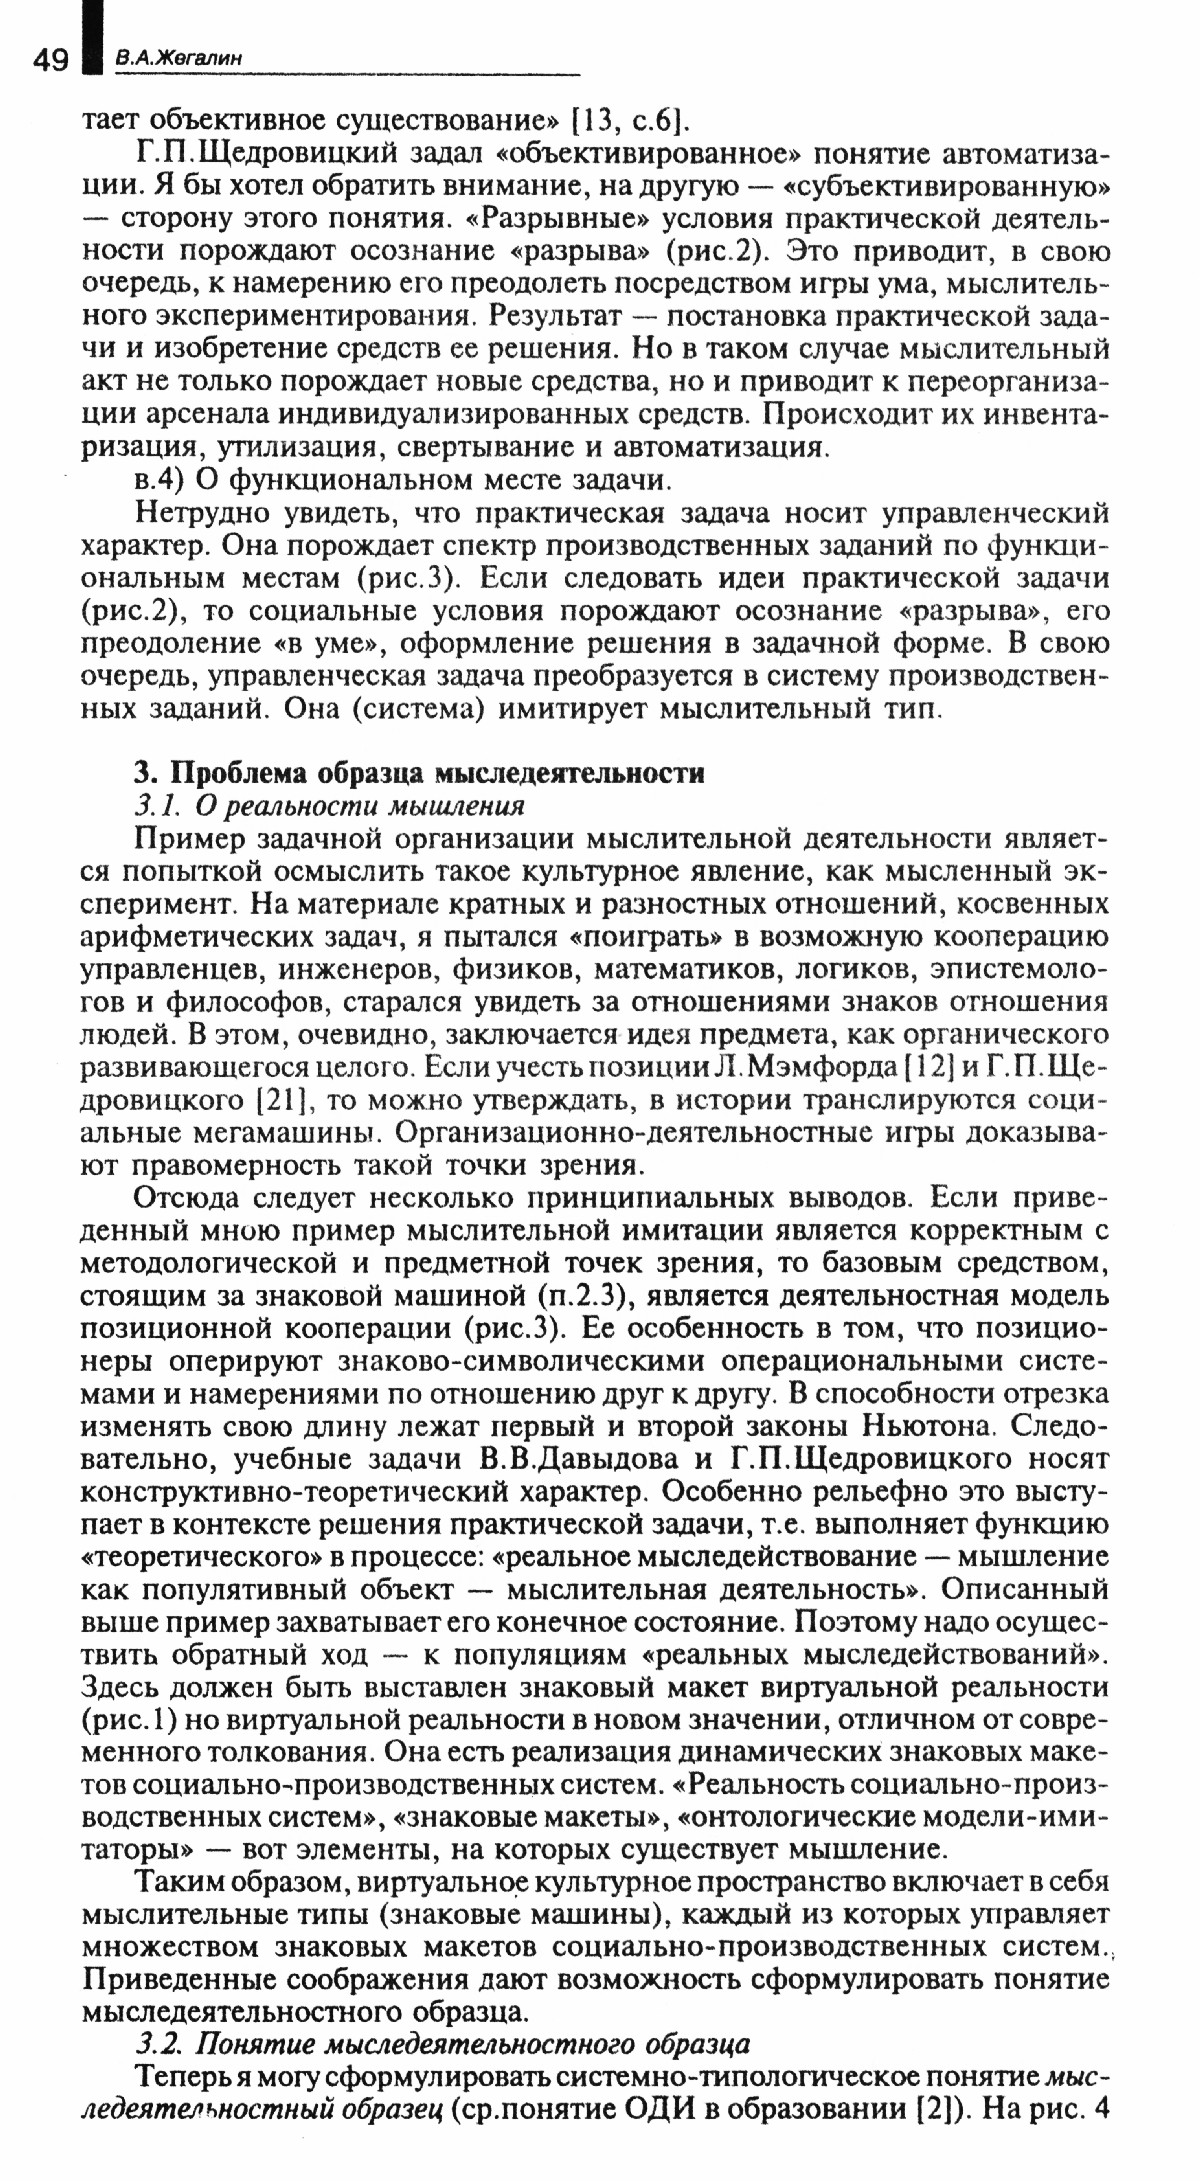 49 В.А.Жегалин
тает объективное существование» [13, с.6].
Г.П.Щедровицкий задал «объективированное» понятие автоматиза-
ции. Я бы хотел обратить внимание, на другую — «субъективированную»
— сторону этого понятия. «Разрывные» условия практической деятель-
ности порождают осознание «разрыва» (рис.2). Это приводит, в свою
очередь, к намерению его преодолеть посредством игры ума, мыслитель-
ного экспериментирования. Результат — постановка практической зада-
чи и изобретение средств ее решения. Но в таком случае мыслительный
акт не только порождает новые средства, но и приводит к переорганиза-
ции арсенала индивидуализированных средств. Происходит их инвента-
ризация, утилизация, свертывание и автоматизация.
в.4) О функциональном месте задачи.
Нетрудно увидеть, что практическая задача носит управленческий
характер. Она порождает спектр производственных заданий по функци-
ональным местам (рис.3). Если следовать идеи практической задачи
(рис.2), то социальные условия порождают осознание «разрыва», его
преодоление «в уме», оформление решения в задачной форме. В свою
очередь, управленческая задача преобразуется в систему производствен-
ных заданий. Она (система) имитирует мыслительный тип.
3. Проблема образца мыследеятельности
3.1. О реальности мышления
Пример задачной организации мыслительной деятельности являет-
ся попыткой осмыслить такое культурное явление, как мысленный эк-
сперимент. На материале кратных и разностных отношений, косвенных
арифметических задач, я пытался «поиграть» в возможную кооперацию
управленцев, инженеров, физиков, математиков, логиков, эпистемоло-
гов и философов, старался увидеть за отношениями знаков отношения
людей. В этом, очевидно, заключается идея предмета, как органического
развивающегося целого. Если учесть позиции Л.Мэмфорда [12] и Г.П.Ще-
дровицкого [21], то можно утверждать, в истории транслируются соци-
альные мегамашины. Организационно-деятельностные игры доказыва-
ют правомерность такой точки зрения.
Отсюда следует несколько принципиальных выводов. Если приве-
денный мною пример мыслительной имитации является корректным с
методологической и предметной точек зрения, то базовым средством,
стоящим за знаковой машиной (п.2.3), является деятельностная модель
позиционной кооперации (рис.3). Ее особенность в том, что позицио-
неры оперируют знаково-символическими операциональными систе-
мами и намерениями по отношению друг к другу. В способности отрезка
изменять свою длину лежат первый и второй законы Ньютона. Следо-
вательно, учебные задачи В.В.Давыдова и Г.П.Щедровицкого носят
конструктивно-теоретический характер. Особенно рельефно это высту-
пает в контексте решения практической задачи, т.е. выполняет функцию
«теоретического» в процессе: «реальное мыследействование — мышление
как популятивный объект — мыслительная деятельность». Описанный
выше пример захватывает его конечное состояние. Поэтому надо осущес-
твить обратный ход — к популяциям «реальных мыследействований».
Здесь должен быть выставлен знаковый макет виртуальной реальности
(рис.1) но виртуальной реальности в новом значении, отличном от совре-
менного толкования. Она есть реализация динамических знаковых маке-
тов социально-производственных систем. «Реальность социально-произ-
водственных систем», «знаковые макеты», «онтологические модели-ими-
таторы» — вот элементы, на которых существует мышление.
Таким образом, виртуальное культурное пространство включает в себя
мыслительные типы (знаковые машины), каждый из которых управляет
множеством знаковых макетов социально-производственных систем.
Приведенные соображения дают возможность сформулировать понятие
мыследеятельностного образца.
3.2. Понятие мыследеятельностного образца
Теперь я могу сформулировать системно-типологическое понятие мыс-
ледеятельностный образец (ср.понятие ОДИ в образовании [2]). На рис. 4